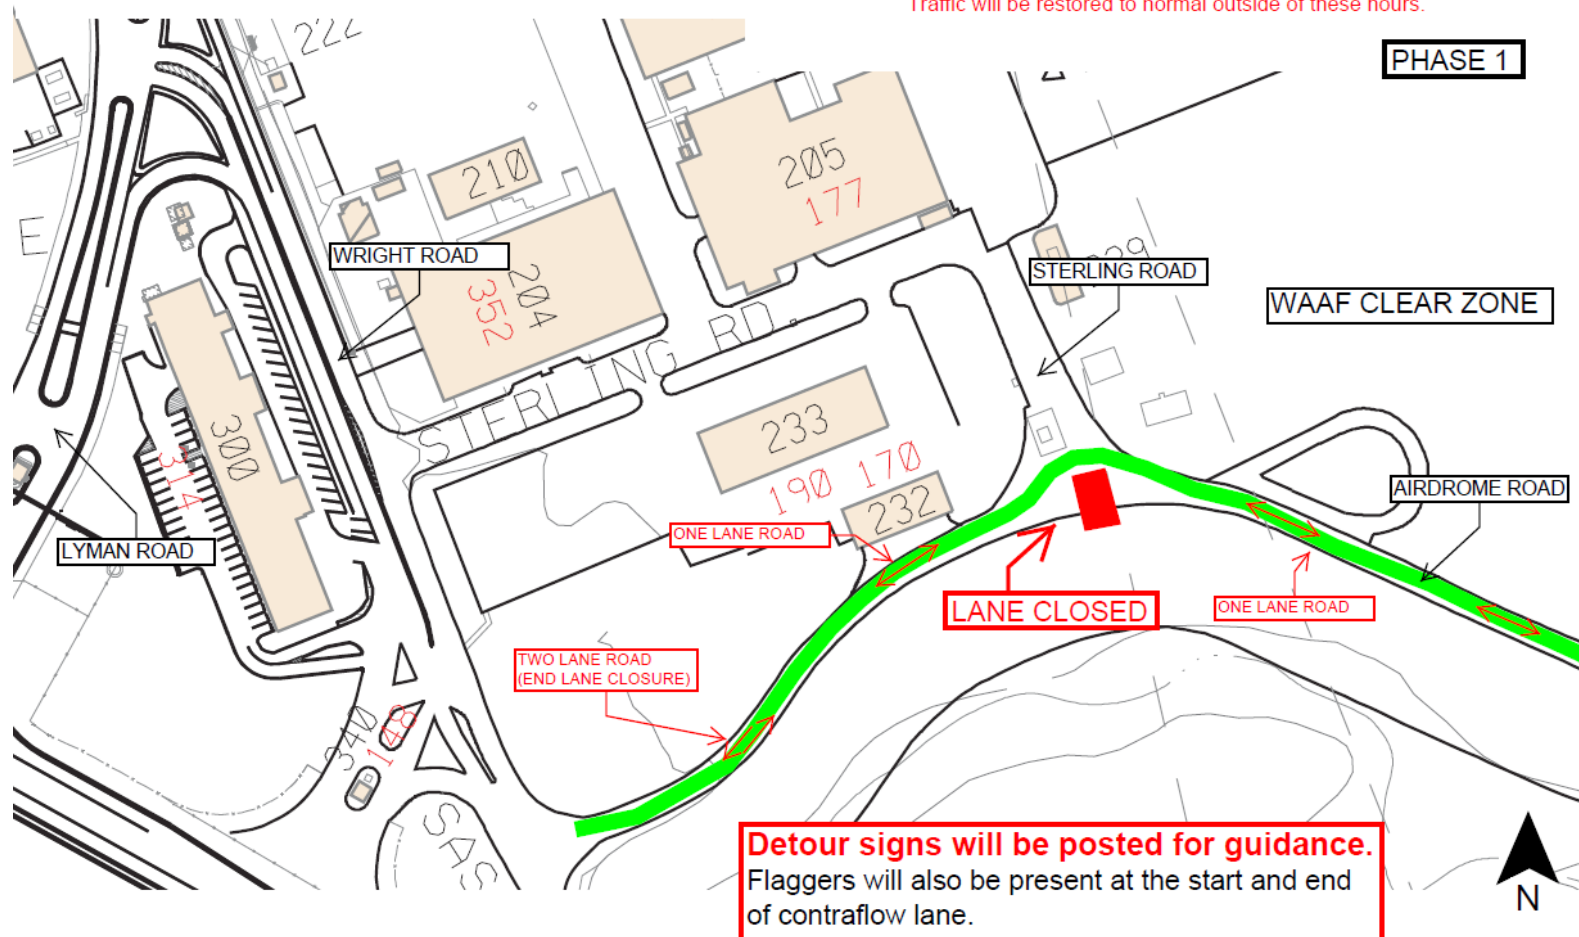 Traffic will be restored to normal outside of these hours.
PHASE 1
222
210
205
177
E
WRIGHT ROAD
204
352
229
STERLING ROAD
WAAF CLEAR ZONE
STERLING RD.
300
314
233
190 170
232
AIRDROME ROAD
LYMAN ROAD
ONE LANE ROAD
LANE CLOSED
ONE LANE ROAD
TWO LANE ROAD
(END LANE CLOSURE)
340
148
SAS
Detour signs will be posted for guidance.
Flaggers will also be present at the start and end
of contraflow lane.
N